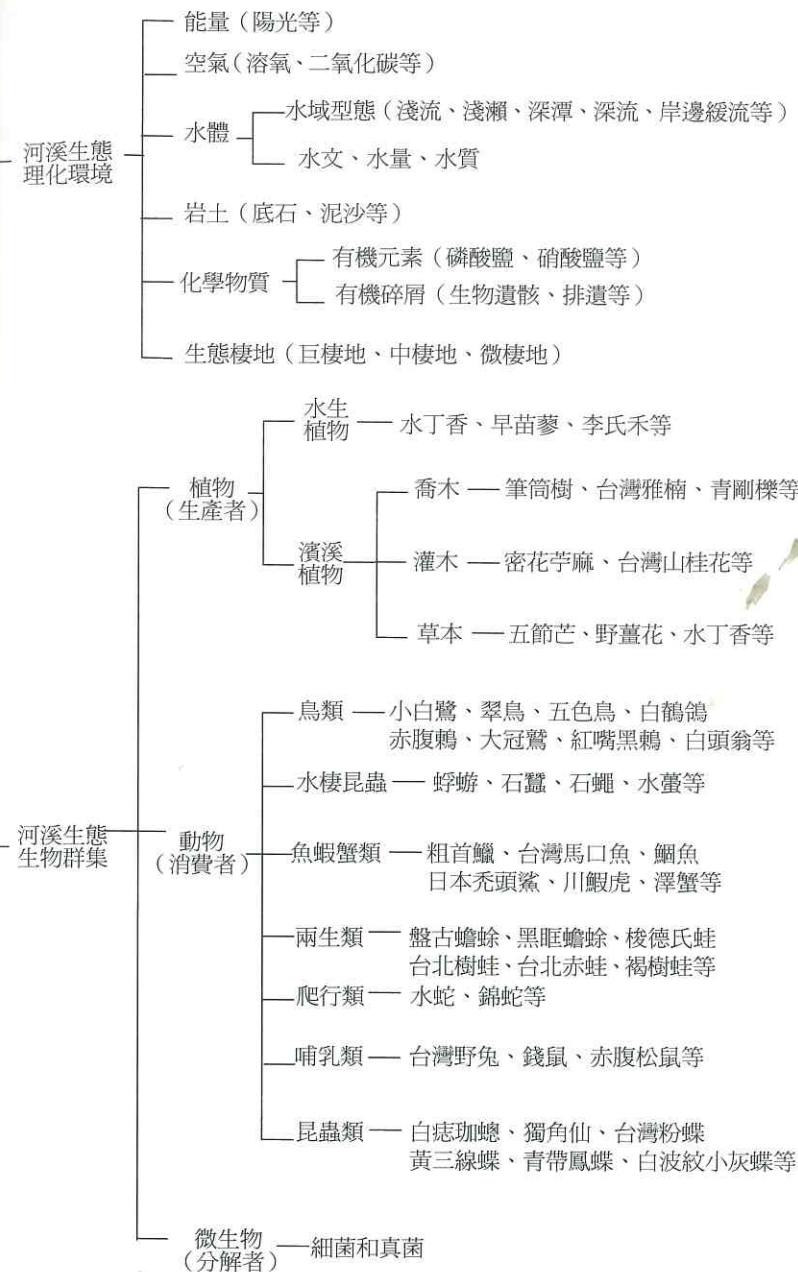 能量（陽光等）
空氣（溶氧、二氧化碳等）
水域型態（淺流、淺瀨、深潭、深流、岸邊緩流等）
水體
水文、水量、水質
河溪生態
理化環境
岩土（底石、泥沙等）
有機元素（磷酸鹽、硝酸鹽等）
化學物質
有機碎屑（生物遺骸、排遺等）
生態棲地（巨棲地、中棲地、微棲地）
水生
植物
水丁香、早苗蓼、李氏禾等
植物
（生產者）
喬木
筆筒樹、台灣雅楠、青剛櫟等
濱溪
植物
灌木
密花苧麻、台灣山桂花等
草本
五節芒、野薑花、水丁香等
鳥類
小白鷺、翠鳥、五色鳥、白鶺鴒
赤腹鶇、大冠鷲、紅嘴黑鵯、白頭翁等
水棲昆蟲
蜉蝣、石蠶、石蠅、水蠆等
河溪生態
生物群集
動物
（消費者）
魚蝦蟹類
粗首鱲、台灣馬口魚、鯝魚
日本禿頭鯊、川鰕虎、澤蟹等
兩生類
盤古蟾蜍、黑眶蟾蜍、梭德氏蛙
台北樹蛙、台北赤蛙、褐樹蛙等
爬行類
水蛇、錦蛇等
哺乳類
台灣野兔、錢鼠、赤腹松鼠等
昆蟲類
白痣珈蟌、獨角仙、台灣粉蝶
黃三線蝶、青帶鳳蝶、白波紋小灰蝶等
微生物
（分解者）
細菌和真菌